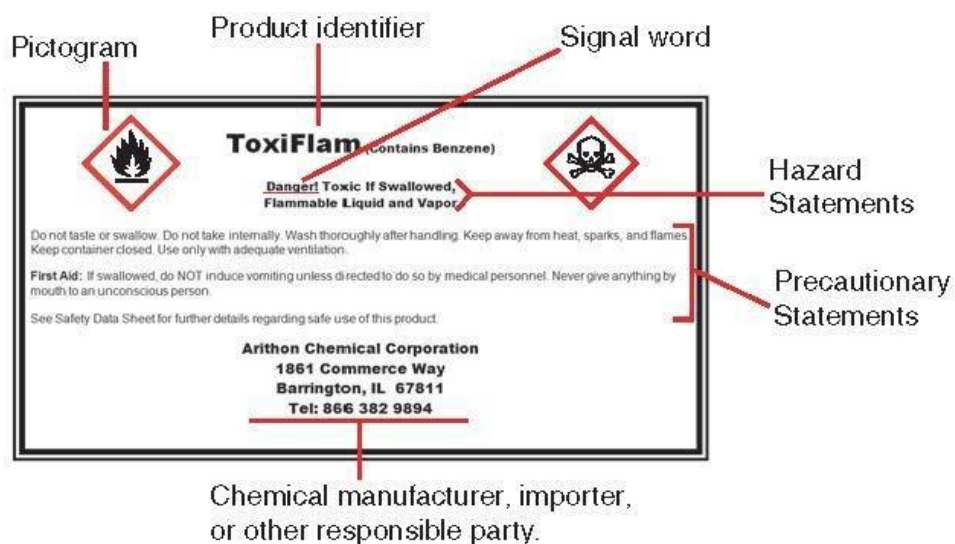 Pictogram
Product identifier
Signal word
ToxiFlam (Contains Benzene)
Danger! Toxic If Swallowed,
Flammable Liquid and Vapor
Hazard
Statements
Do not taste or swallow. Do not take internally. Wash thoroughly after handling. Keep away from heat, sparks, and flames.
Keep container closed. Use only with adequate ventilation.
First Aid: If swallowed, do NOT induce vomiting unless directed to do so by medical personnel. Never give anything by
mouth to an unconscious person.
See Safety Data Sheet for further details regarding safe use of this product.
Precautionary
Statements
Arithon Chemical Corporation
1861 Commerce Way
Barrington, IL 67811
Tel: 866 382 9894
Chemical manufacturer, importer,
or other responsible party.